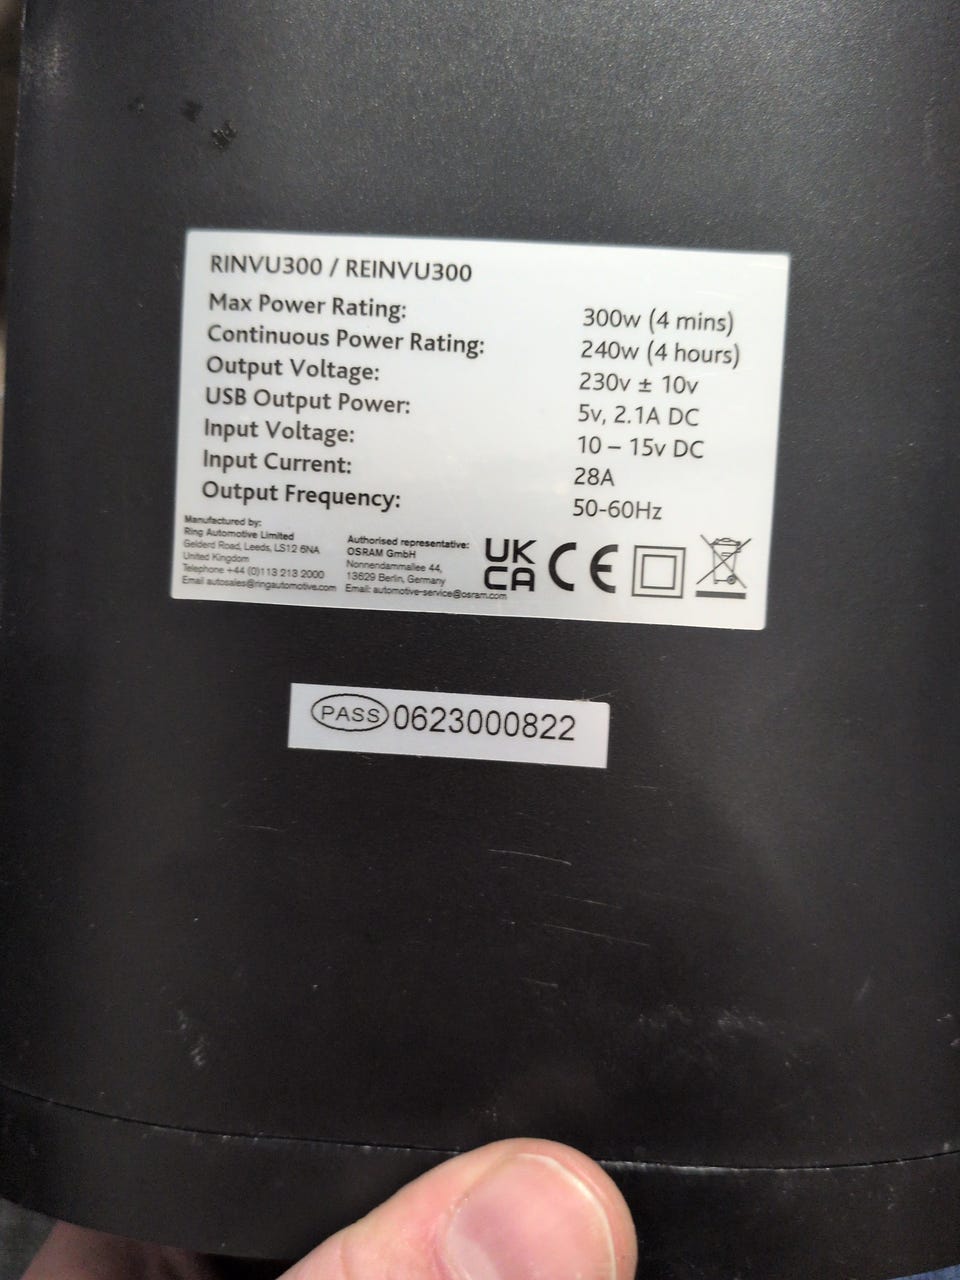 RINVU300 / REINVU300
Max Power Rating: 300w (4 mins)
Continuous Power Rating: 240w (4 hours)
Output Voltage: 230v ± 10v
USB Output Power: 5v, 2.1A DC
Input Voltage: 10 – 15v DC
Input Current: 28A
Output Frequency: 50-60Hz
Manufactured by:
Ring Automotive Limited
Gelderd Road, Leeds, LS12 6NA
United Kingdom
Telephone +44 (0)113 213 2000
Email autosales@ringautomotive.com
Authorised representative:
OSRAM GmbH
Nonnendammallee 44,
13629 Berlin, Germany
Email: automotive-service@osram.com
UK
CA
CE
PASS 0623000822